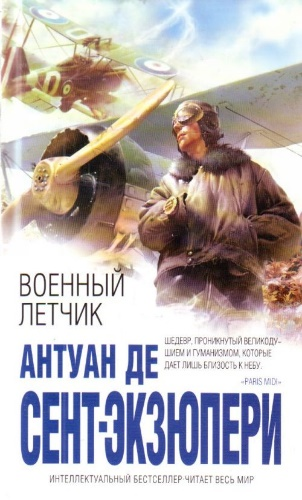 ВОЕННЫЙ
ЛЕТЧИК
ШЕДЕВР, ПРОНИКНУТЫЙ ВЕЛИКОДУ-
ШИЕМ И ГУМАНИЗМОМ, КОТОРЫЕ
ДАЕТ ЛИШЬ БЛИЗОСТЬ К НЕБУ.
«PARIS MIDI»
АНТУАН ДЕ
СЕНТ-ЭКЗЮПЕРИ
ИНТЕЛЛЕКТУАЛЬНЫЙ БЕСТСЕЛЛЕР-ЧИТАЕТ ВЕСЬ МИР